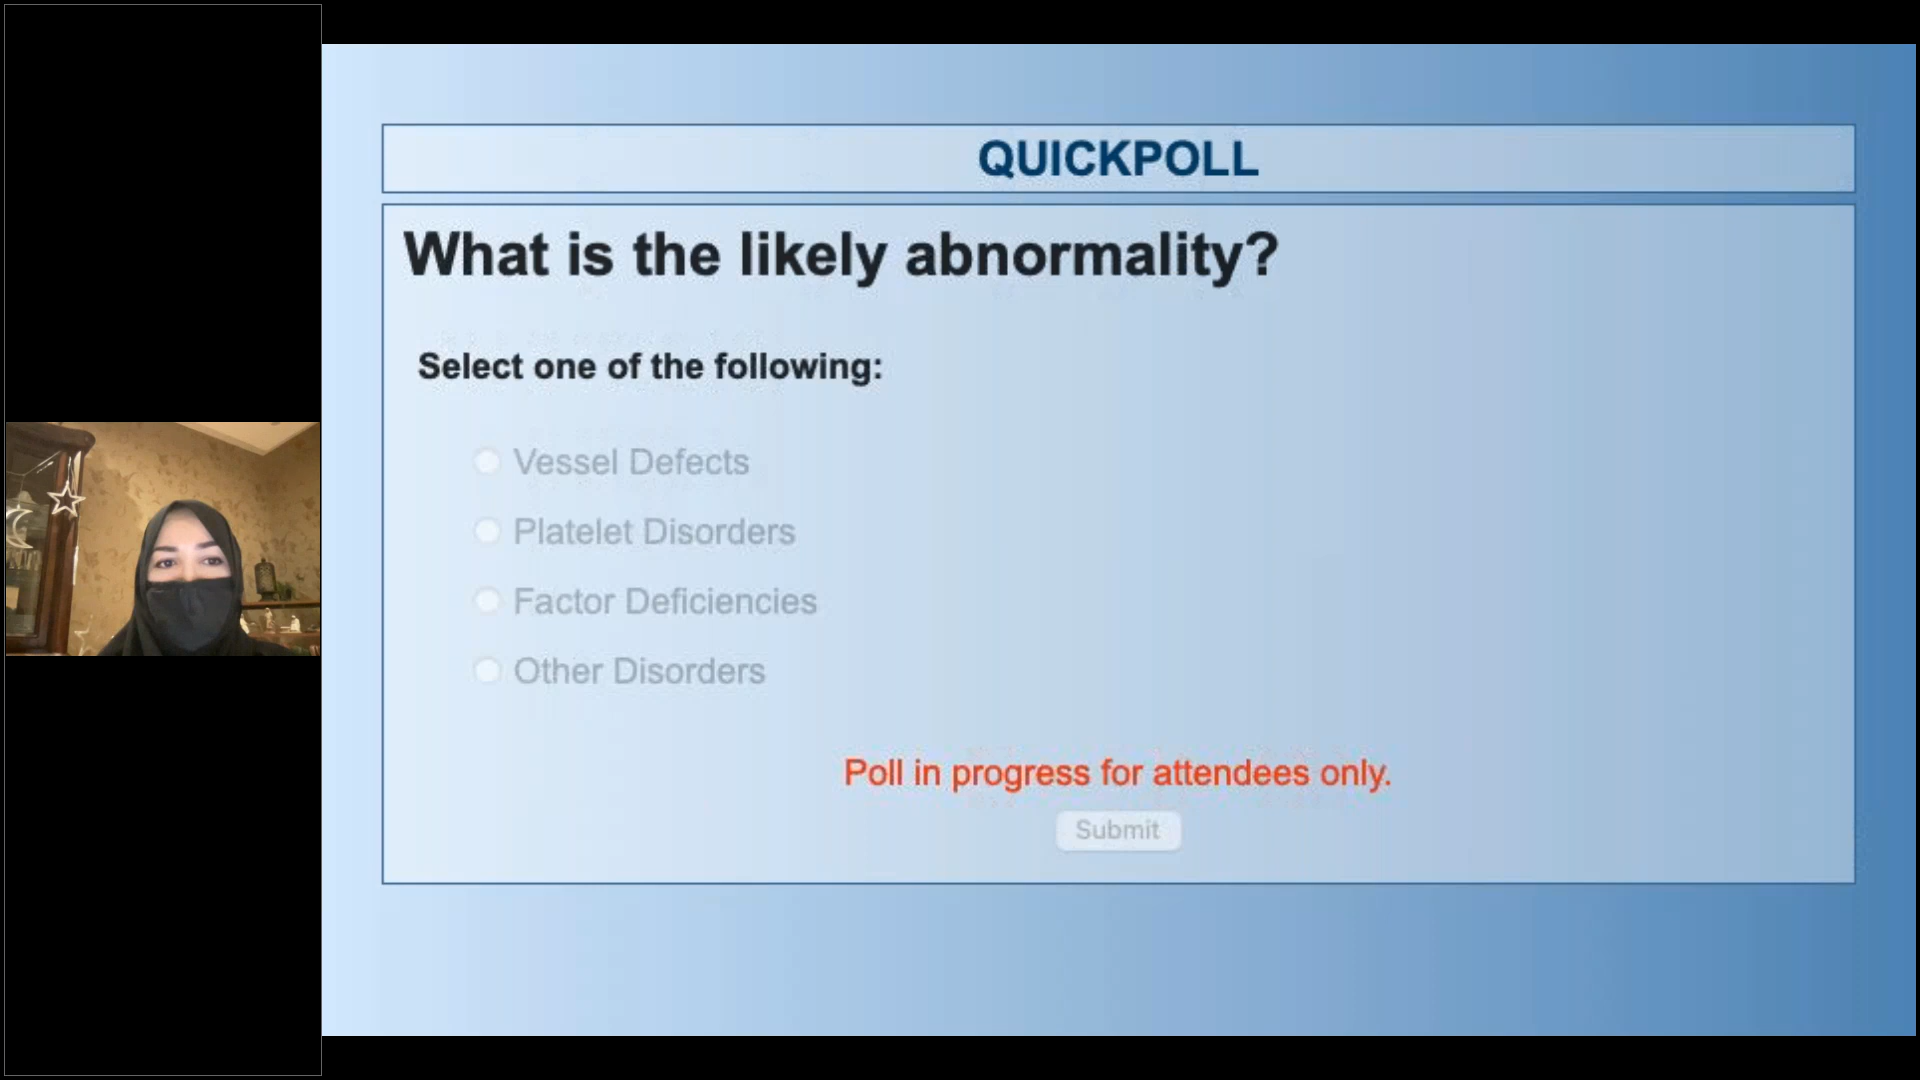 QUICKPOLL
What is the likely abnormality?
Select one of the following:
Vessel Defects
Platelet Disorders
Factor Deficiencies
Other Disorders
Poll in progress for attendees only.
Submit